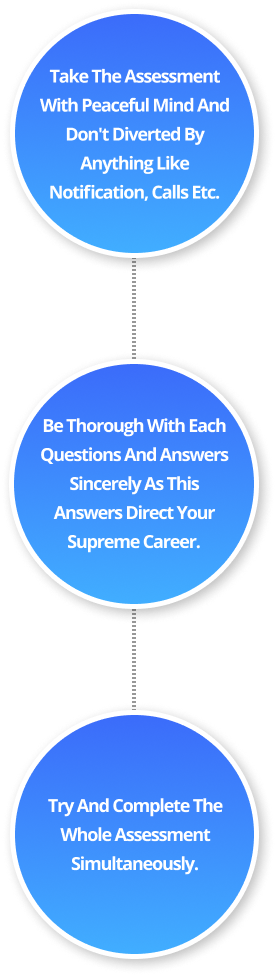 Take The Assessment
With Peaceful Mind And
Don't Diverted By
Anything Like
Notification, Calls Etc.
Be Thorough With Each
Questions And Answers
Sincerely As This
Answers Direct Your
Supreme Career.
Try And Complete The
Whole Assessment
Simultaneously.